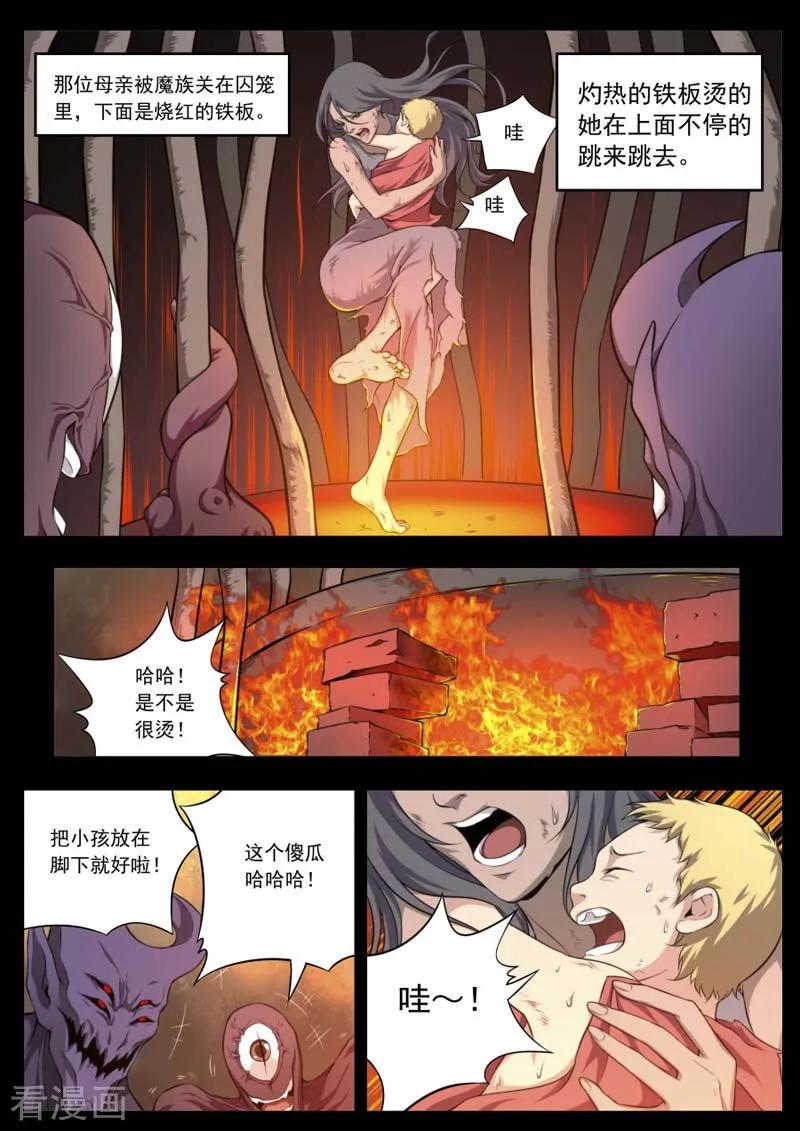 那位母亲被魔族关在囚笼
里，下面是烧红的铁板。
灼热的铁板烫的
她在上面不停的
跳来跳去。
哇
哇
哈哈！
是不是
很烫！
把小孩放在
脚下就好啦！
这个傻瓜
哈哈哈！
哇～！
看漫画